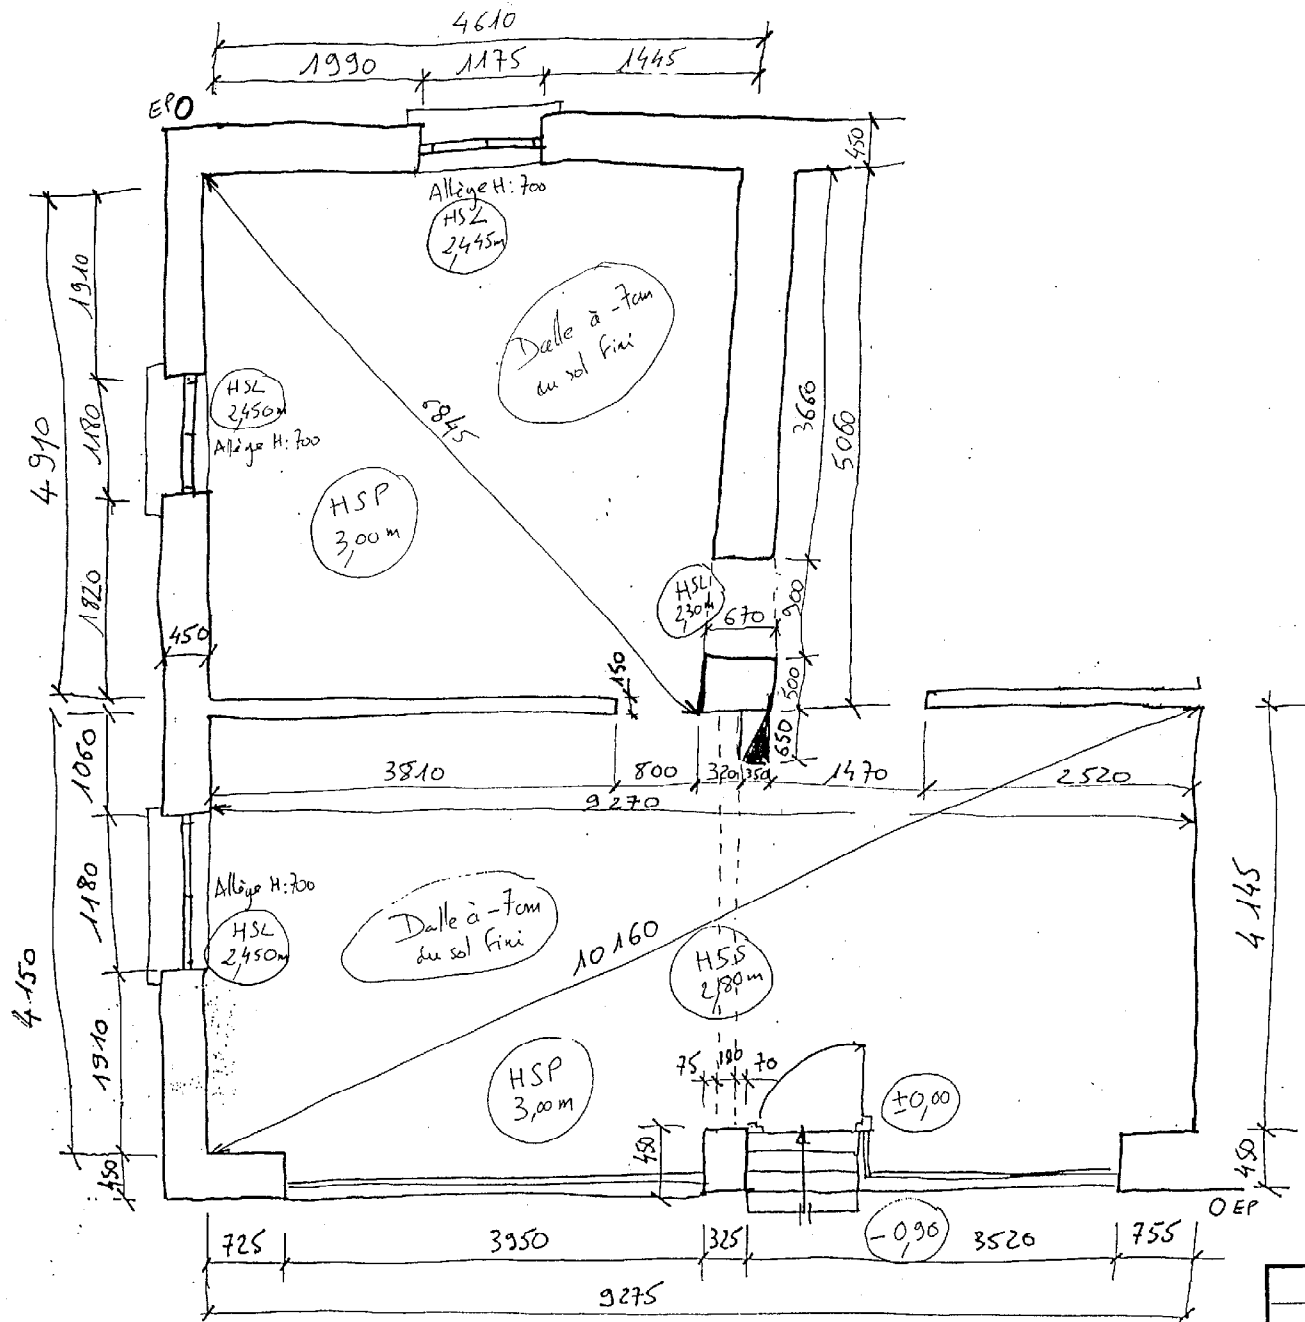 4610
1990 1175 1445
EP
450
Allège H: 700
HSL
2,445m
Dalle à -7cm
du sol fini
1910
4910
1180
HSL
2,450m
Allège H: 700
6845
3660
5060
HSP
3,00m
1820
HSL
2,30m
900
670
450
150
500
650
1060
3810 800 320 350 1470 2520
9270
1180
4150
Allège H: 700
HSL
2,450m
Dalle à -7cm
du sol fini
10160
HSS
2,80m
4145
1910
HSP
3,00m
75 180 70
±0,00
450
450
450
EP
725 3950 325 -0,90 3520 755
9275